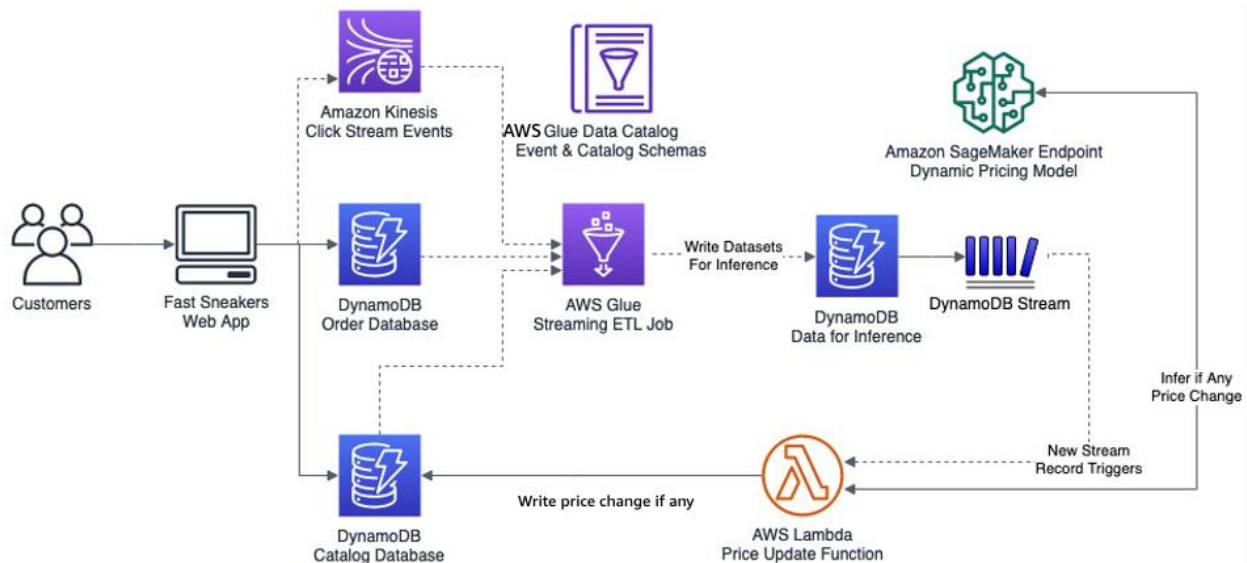 Amazon Kinesis
Click Stream Events
AWS Glue Data Catalog
Event & Catalog Schemas
Amazon SageMaker Endpoint
Dynamic Pricing Model
Customers
Fast Sneakers
Web App
DynamoDB
Order Database
AWS Glue
Streaming ETL Job
Write Datasets
For Inference
DynamoDB
Data for Inference
DynamoDB Stream
Infer if Any
Price Change
New Stream
Record Triggers
Write price change if any
DynamoDB
Catalog Database
AWS Lambda
Price Update Function